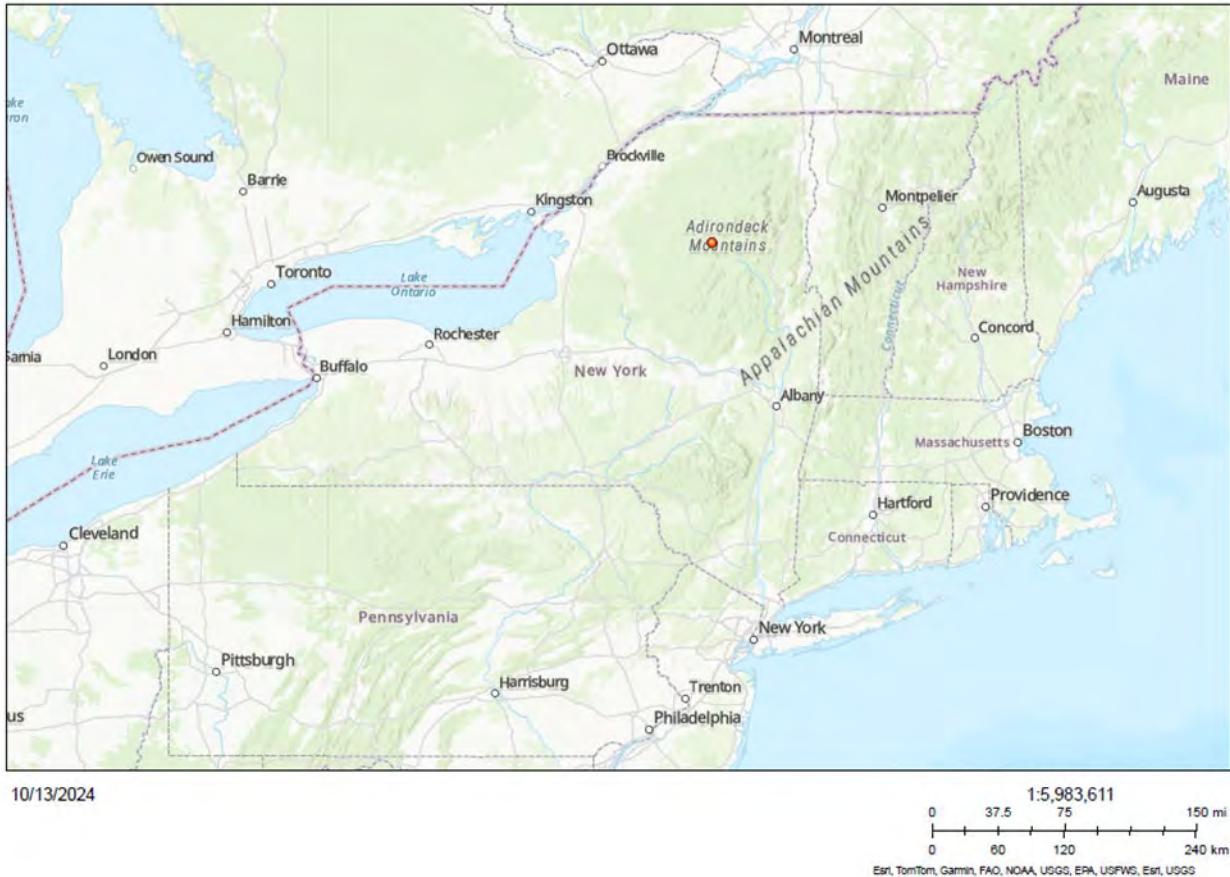 Ottawa
Montreal
Maine
ake
ron
Owen Sound
Barrie
Brockville
Kingston
Montpelier
Augusta
Adirondack
Mountains
Toronto
Lake
Ontario
Appalachian Mountains
Connecticut
New
Hampshire
Hamilton
Rochester
Concord
Samia
London
Buffalo
New York
Albany
Massachusetts
Boston
Lake
Erie
Hartford
Providence
Cleveland
Connecticut
Pennsylvania
New York
Pittsburgh
Harrisburg
Trenton
us
Philadelphia
10/13/2024
1:5,983,611
0 37.5 75 150 mi
0 60 120 240 km
Esri, TomTom, Garmin, FAO, NOAA, USGS, EPA, USFWS, Esri, USGS